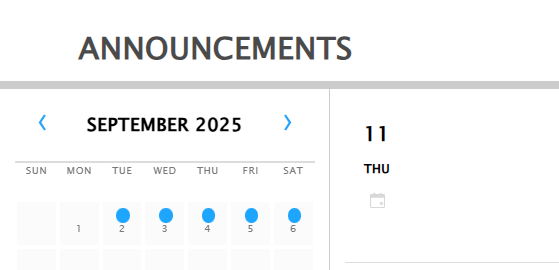 ANNOUNCEMENTS
SEPTEMBER 2025
SUN MON TUE WED THU FRI SAT
1 2 3 4 5 6
11
THU